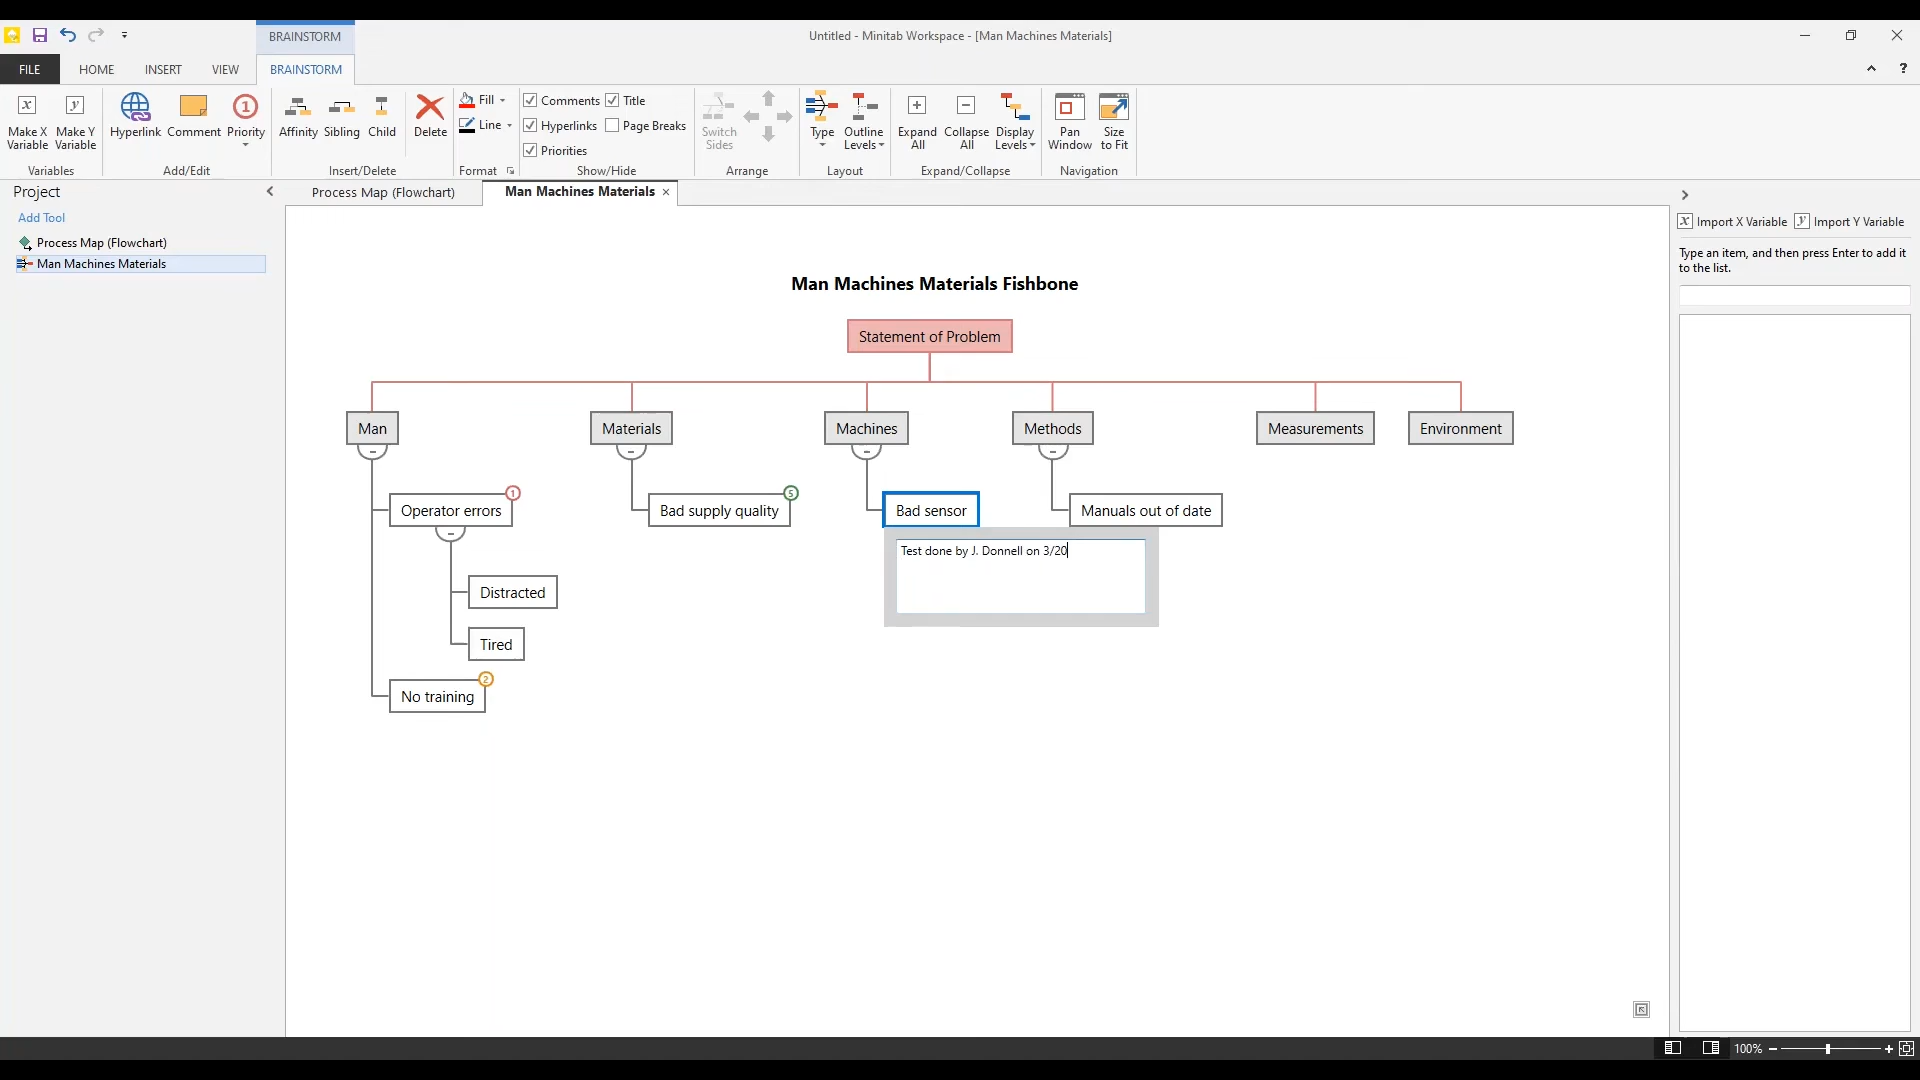 BRAINSTORM
Untitled - Minitab Workspace - [Man Machines Materials]
FILE HOME INSERT VIEW BRAINSTORM
?
x y
Make X Variable
Make Y Variable
Variables
Hyperlink
Comment
1
Priority
Add/Edit
Affinity
Sibling
Child
Delete
Insert/Delete
Fill
Line
Format
Comments
Title
Hyperlinks
Page Breaks
Priorities
Show/Hide
Switch Sides
Arrange
Type
Outline Levels
Layout
Expand All
Collapse All
Display Levels
Expand/Collapse
Pan Window
Size to Fit
Navigation
Project
Add Tool
Process Map (Flowchart)
Man Machines Materials
Process Map (Flowchart)
Man Machines Materials
Man Machines Materials Fishbone
Statement of Problem
Man
Materials
Machines
Methods
Measurements
Environment
Operator errors
1
Bad supply quality
5
Bad sensor
Manuals out of date
Test done by J. Donnell on 3/20
Distracted
Tired
No training
2
x Import X Variable
y Import Y Variable
Type an item, and then press Enter to add it
to the list.
100%